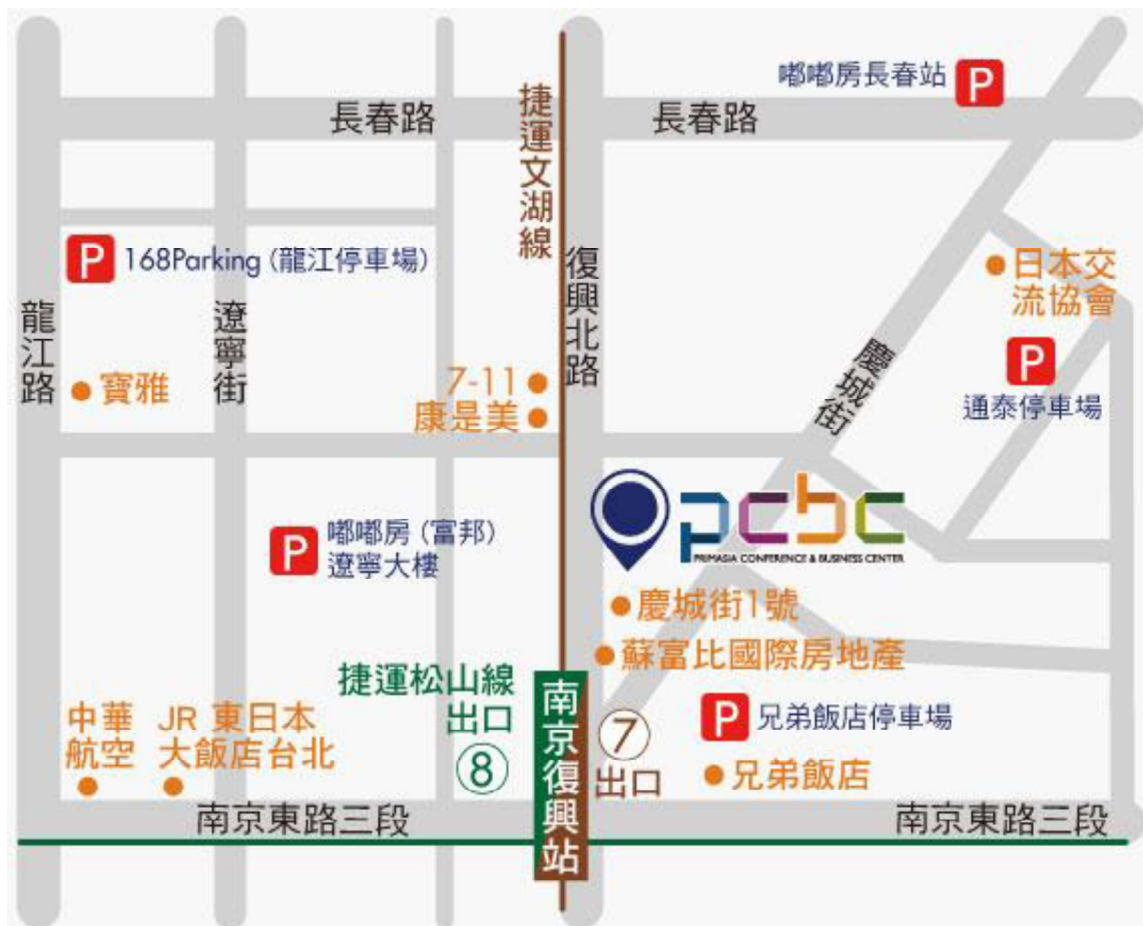 嘟嘟房長春站
P
長春路
長春路
捷運文湖線
復興北路
P
168Parking (龍江停車場)
龍江路
遼寧街
日本交
流協會
慶城街
P
通泰停車場
寶雅
7-11
康是美
pcbc
PRIMASIA CONFERENCE & BUSINESS CENTER
P
嘟嘟房 (富邦)
遼寧大樓
慶城街1號
蘇富比國際房地產
捷運松山線
出口
⑧
南京復興站
⑦
出口
P
兄弟飯店停車場
兄弟飯店
中華
航空
JR 東日本
大飯店台北
南京東路三段
南京東路三段